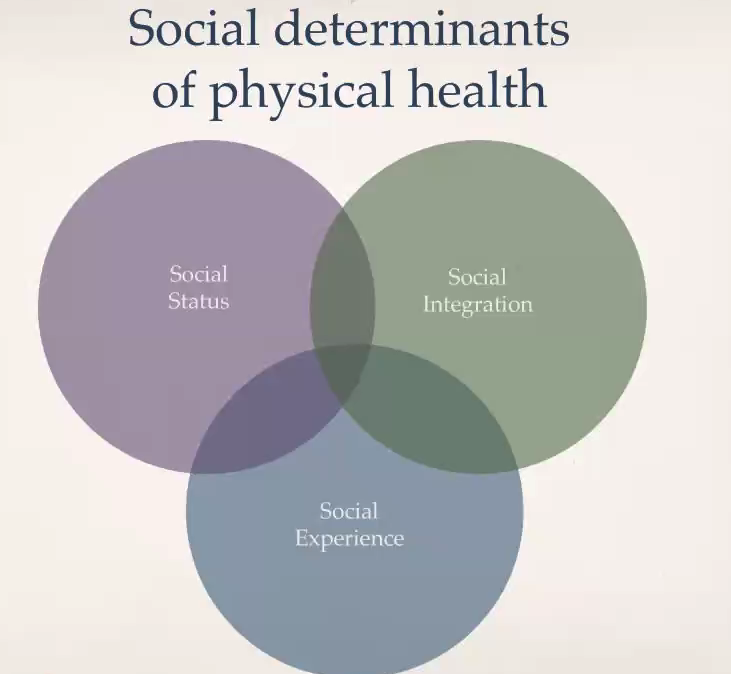 Social determinants
of physical health
Social
Status
Social
Integration
Social
Experience